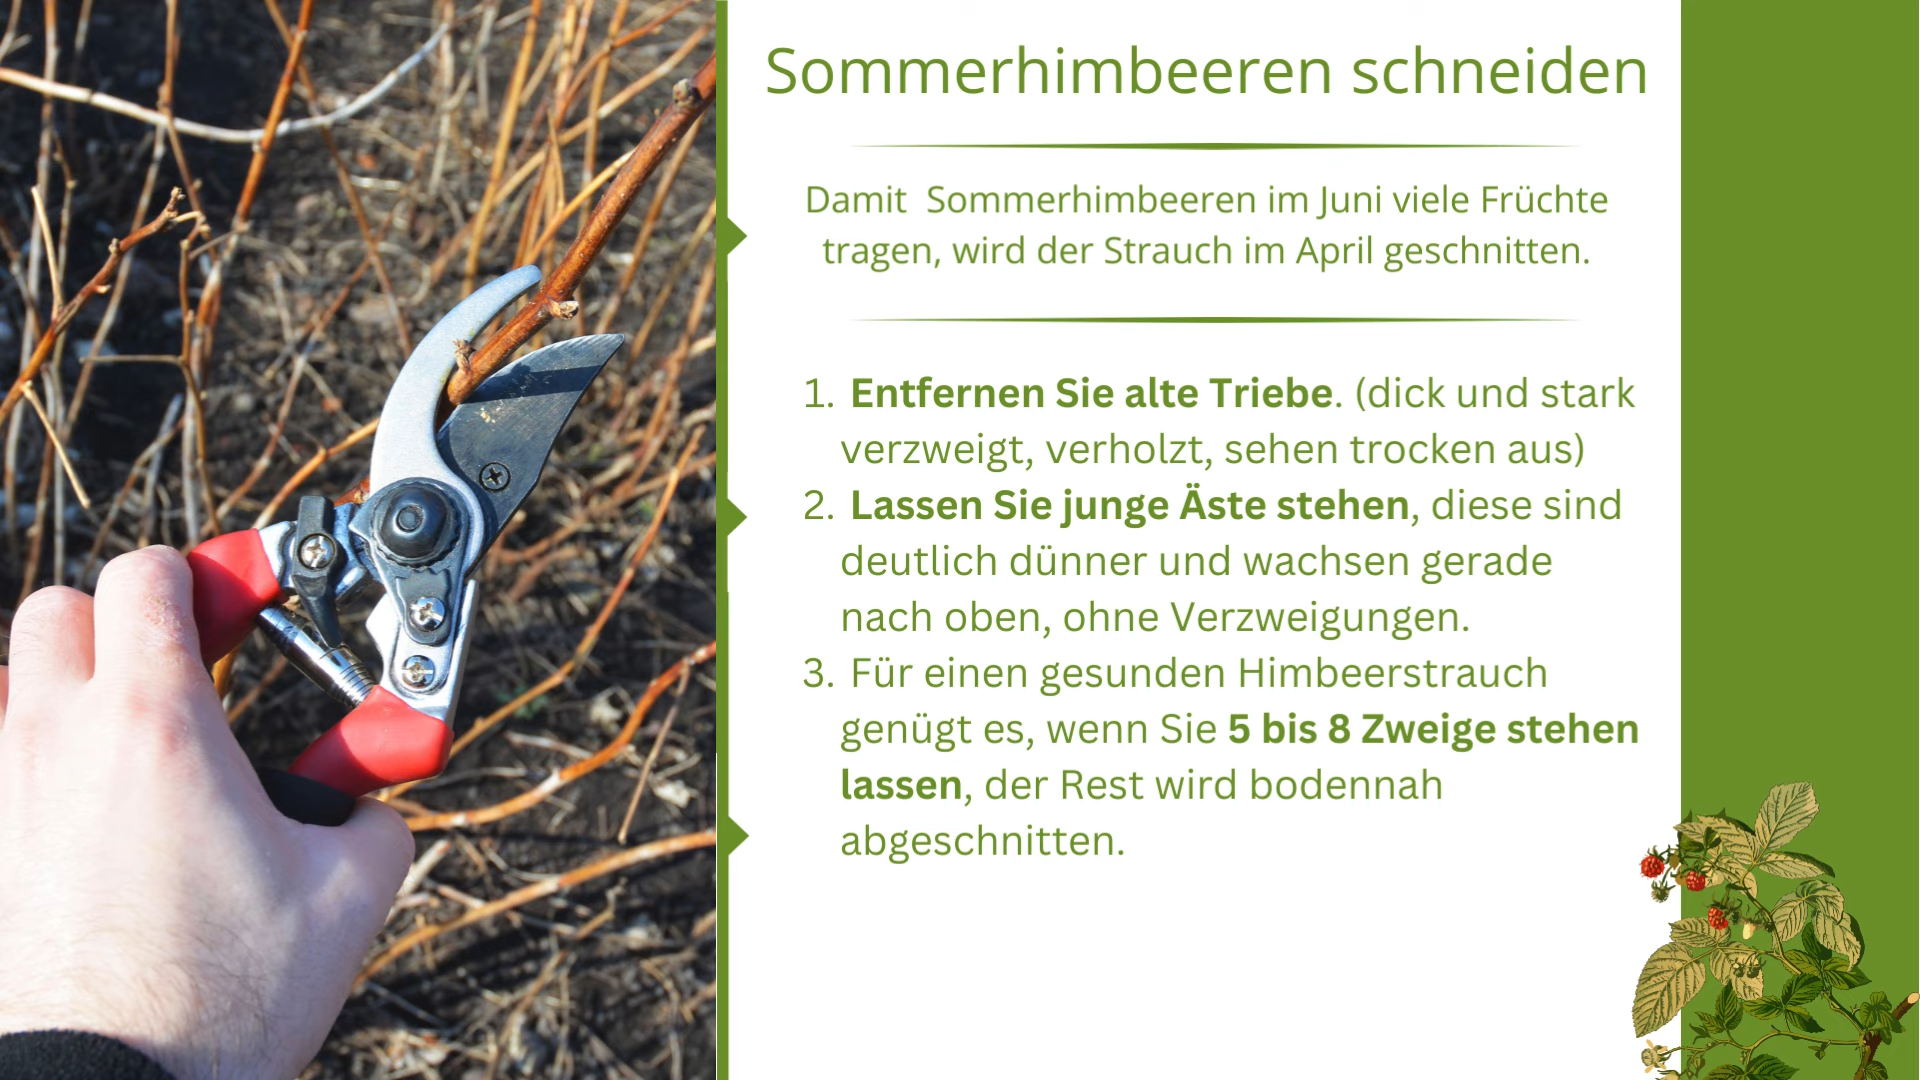 Sommerhimbeeren schneiden
Damit Sommerhimbeeren im Juni viele Früchte
tragen, wird der Strauch im April geschnitten.
1. Entfernen Sie alte Triebe. (dick und stark
verzweigt, verholzt, sehen trocken aus)
2. Lassen Sie junge Äste stehen, diese sind
deutlich dünner und wachsen gerade
nach oben, ohne Verzweigungen.
3. Für einen gesunden Himbeerstrauch
genügt es, wenn Sie 5 bis 8 Zweige stehen
lassen, der Rest wird bodennah
abgeschnitten.